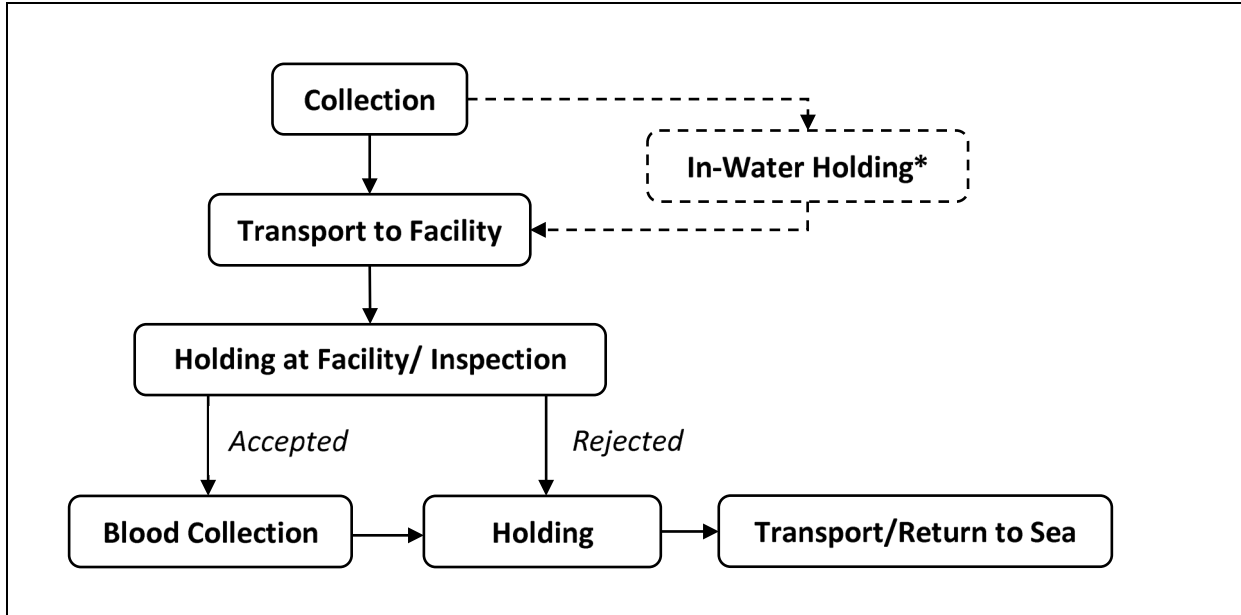 Collection
In-Water Holding*
Transport to Facility
Holding at Facility/ Inspection
Accepted
Rejected
Blood Collection
Holding
Transport/Return to Sea